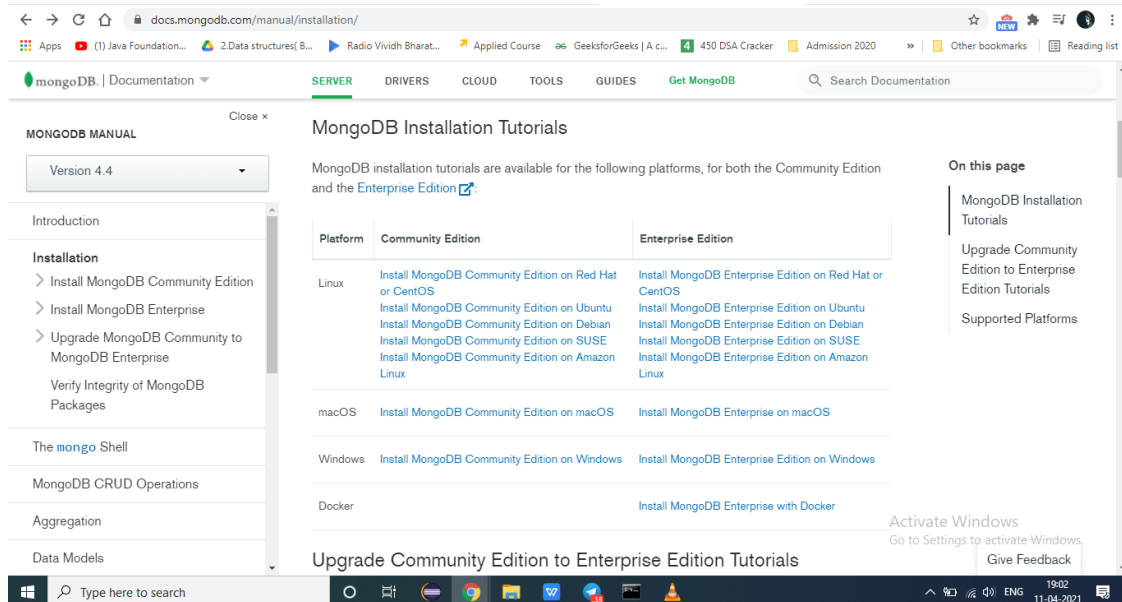 docs.mongodb.com/manual/installation/
NEW
Apps (1) Java Foundation... 2.Data structures( B... Radio Vividh Bharat... Applied Course GeeksforGeeks | A c... 4 450 DSA Cracker Admission 2020 » Other bookmarks Reading list
mongoDB. | Documentation SERVER DRIVERS CLOUD TOOLS GUIDES Get MongoDB Search Documentation
Close ×
MONGODB MANUAL
Version 4.4
Introduction
Installation
Install MongoDB Community Edition
Install MongoDB Enterprise
Upgrade MongoDB Community to
MongoDB Enterprise
Verify Integrity of MongoDB
Packages
The mongo Shell
MongoDB CRUD Operations
Aggregation
Data Models
MongoDB Installation Tutorials
MongoDB installation tutorials are available for the following platforms, for both the Community Edition
and the Enterprise Edition:
Platform Community Edition Enterprise Edition
Linux
Install MongoDB Community Edition on Red Hat
or CentOS
Install MongoDB Community Edition on Ubuntu
Install MongoDB Community Edition on Debian
Install MongoDB Community Edition on SUSE
Install MongoDB Community Edition on Amazon
Linux
Install MongoDB Enterprise Edition on Red Hat or
CentOS
Install MongoDB Enterprise Edition on Ubuntu
Install MongoDB Enterprise Edition on Debian
Install MongoDB Enterprise Edition on SUSE
Install MongoDB Enterprise Edition on Amazon
Linux
macOS Install MongoDB Community Edition on macOS Install MongoDB Enterprise on macOS
Windows Install MongoDB Community Edition on Windows Install MongoDB Enterprise Edition on Windows
Docker Install MongoDB Enterprise with Docker
Upgrade Community Edition to Enterprise Edition Tutorials
On this page
MongoDB Installation
Tutorials
Upgrade Community
Edition to Enterprise
Edition Tutorials
Supported Platforms
Activate Windows
Go to Settings to activate Windows.
Give Feedback
Type here to search
ENG
19:02
11-04-2021